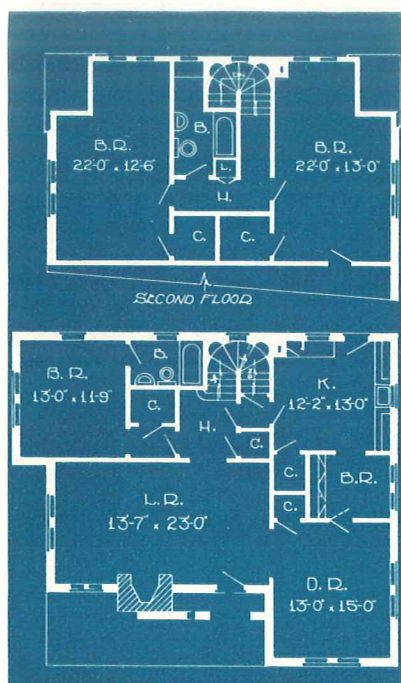 DN.
B.R.
22'-0" x 12'-6"
B.
B.R.
22'-0" x 13'-0"
L.
H.
C.
C.
SECOND FLOOR
B.R.
13'-0" x 11'-9"
B.
C.
H.
C.
K.
12'-2" x 13'-0"
L.R.
13'-7" x 23'-0"
C.
C.
B.R.
D.R.
13'-0" x 15'-0"